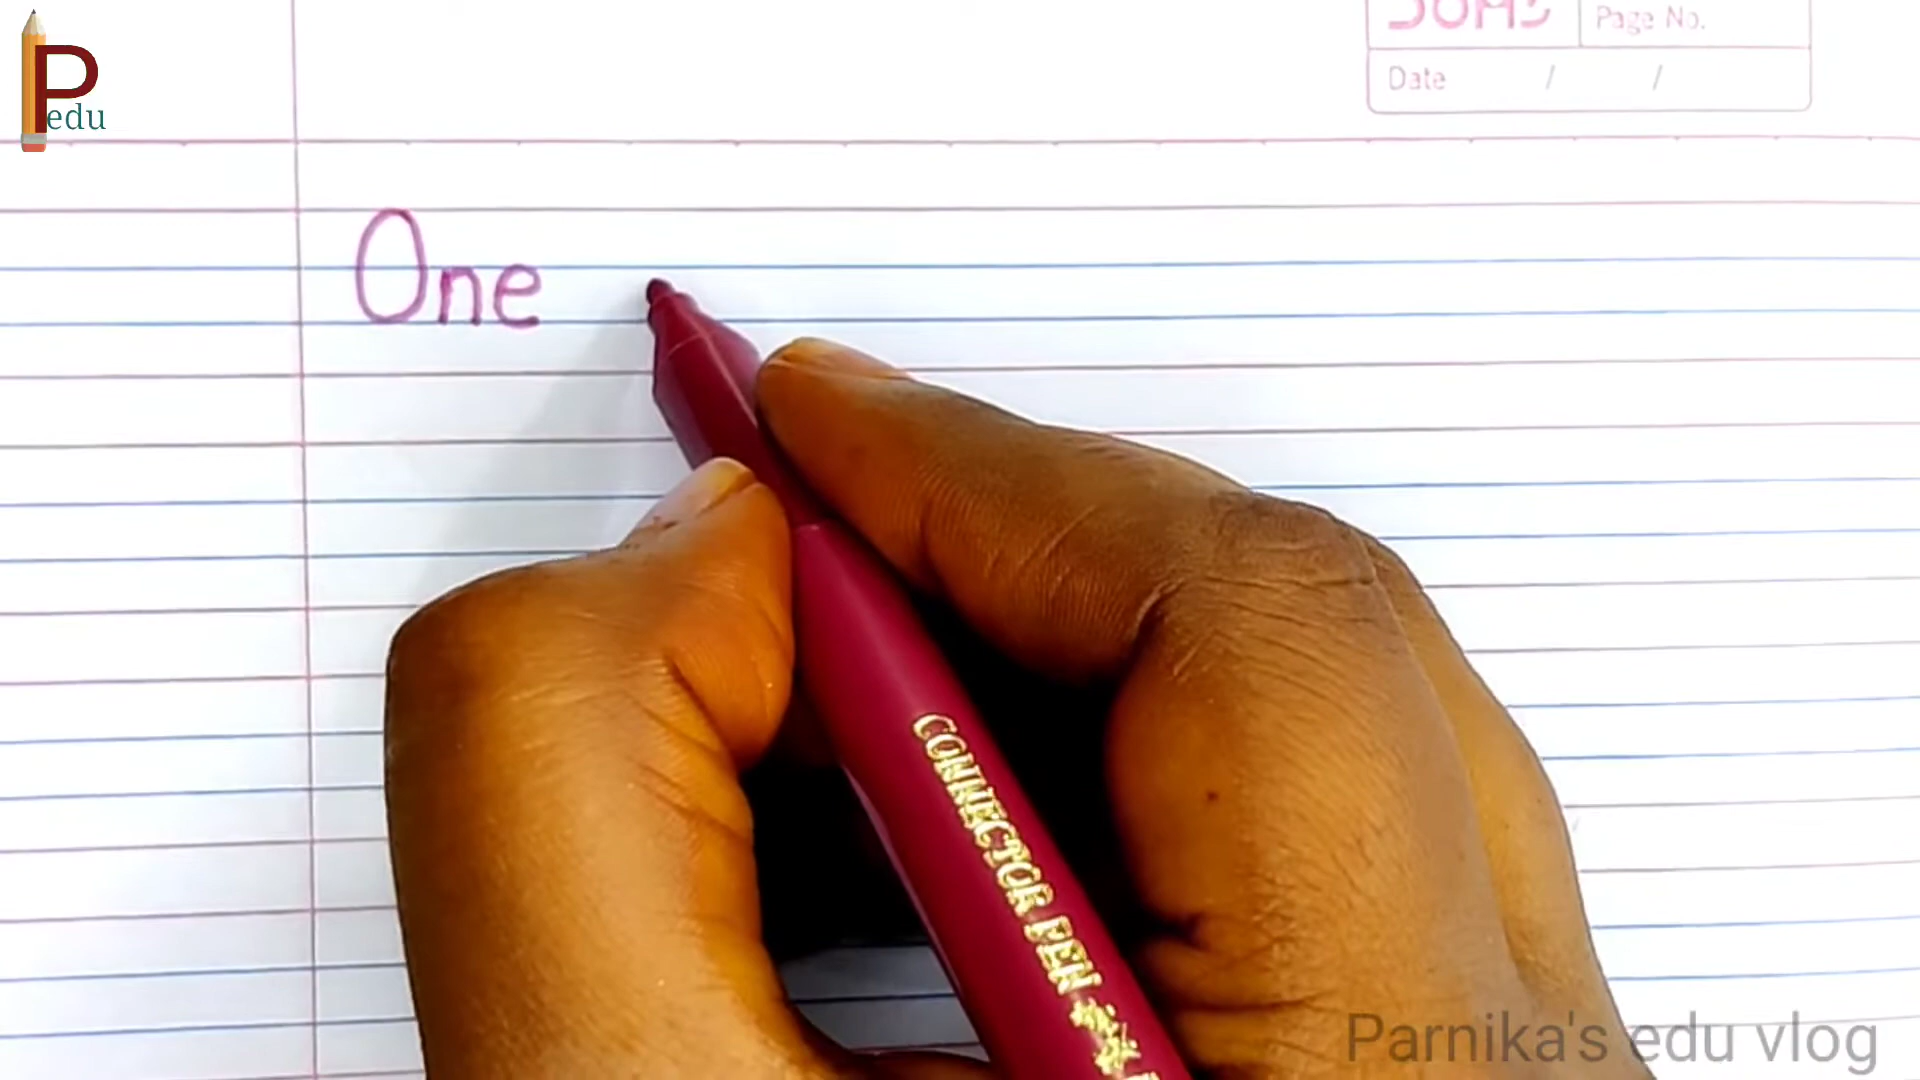 P
edu
Page No.
Date / /
One
CONNECTOR PEN
Parnika's edu vlog